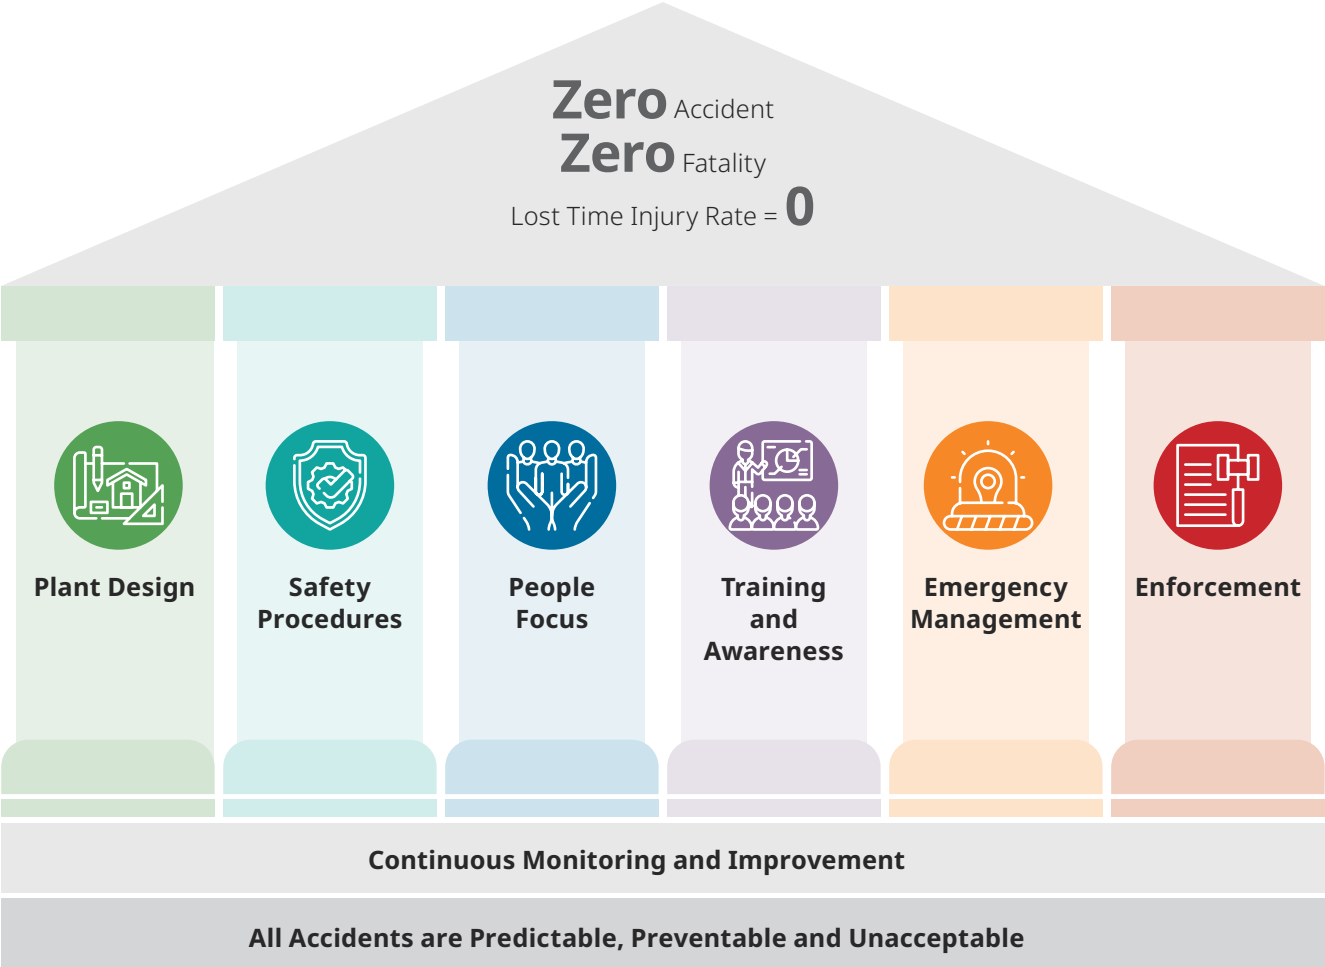 Zero Accident
Zero Fatality
Lost Time Injury Rate = 0
Plant Design
Safety
Procedures
People
Focus
Training
and
Awareness
Emergency
Management
Enforcement
Continuous Monitoring and Improvement
All Accidents are Predictable, Preventable and Unacceptable